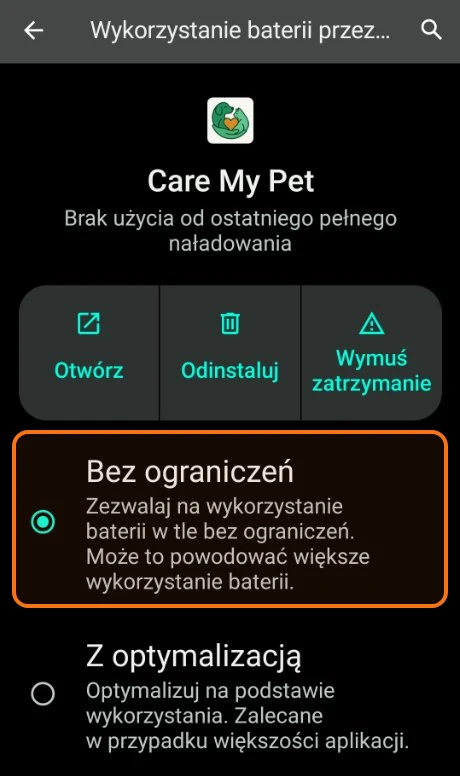 Wykorzystanie baterii przez...
Care My Pet
Brak użycia od ostatniego pełnego
naładowania
Otwórz
Odinstaluj
Wymuś
zatrzymanie
Bez ograniczeń
Zezwalaj na wykorzystanie
baterii w tle bez ograniczeń.
Może to powodować większe
wykorzystanie baterii.
Z optymalizacją
Optymalizuj na podstawie
wykorzystania. Zalecane
w przypadku większości aplikacji.